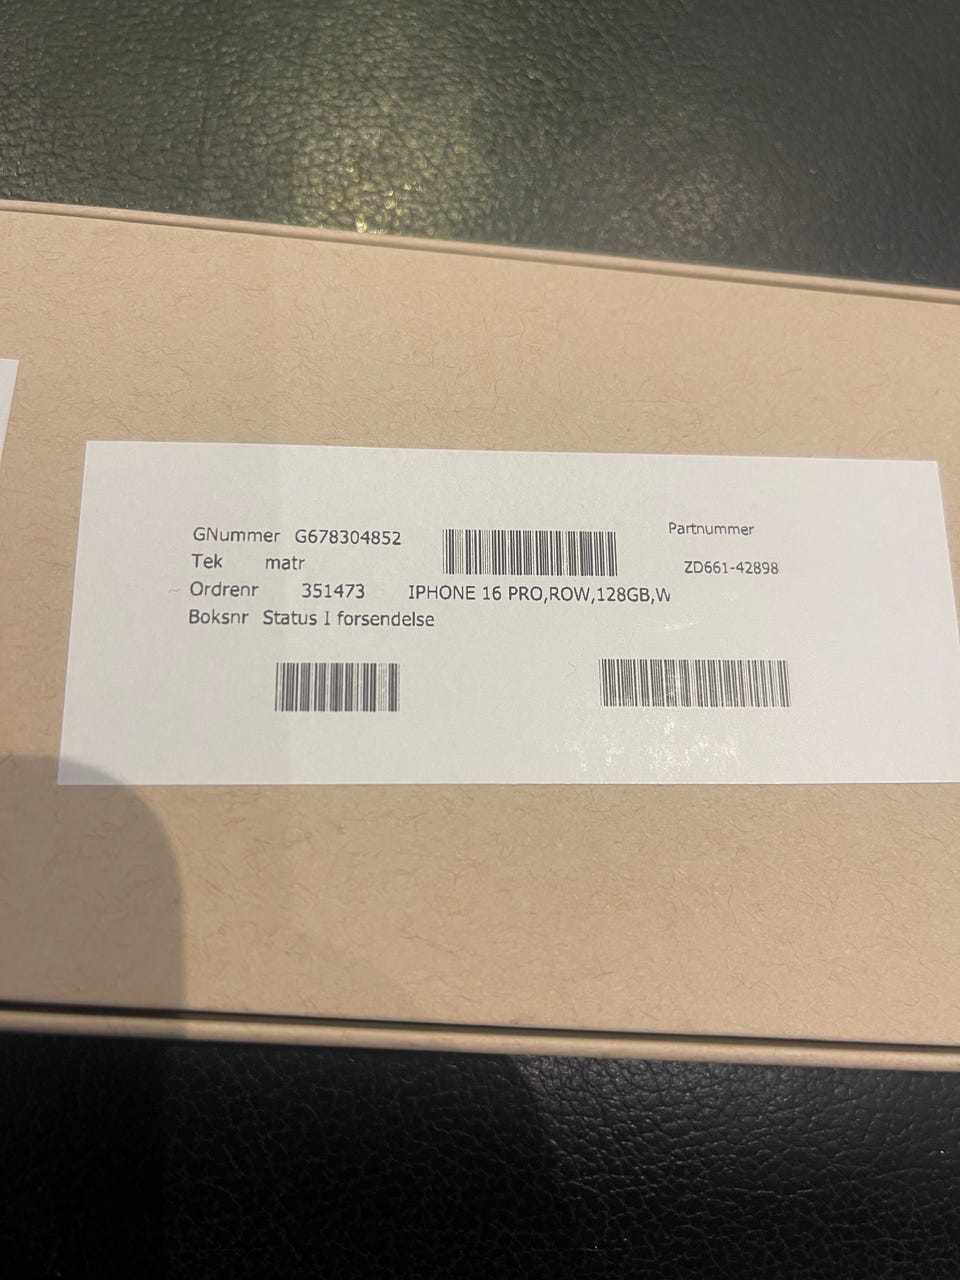 GNummer G678304852
Partnummer
Tek matr
ZD661-42898
Ordrenr 351473 IPHONE 16 PRO,ROW,128GB,W
Boksnr Status I forsendelse